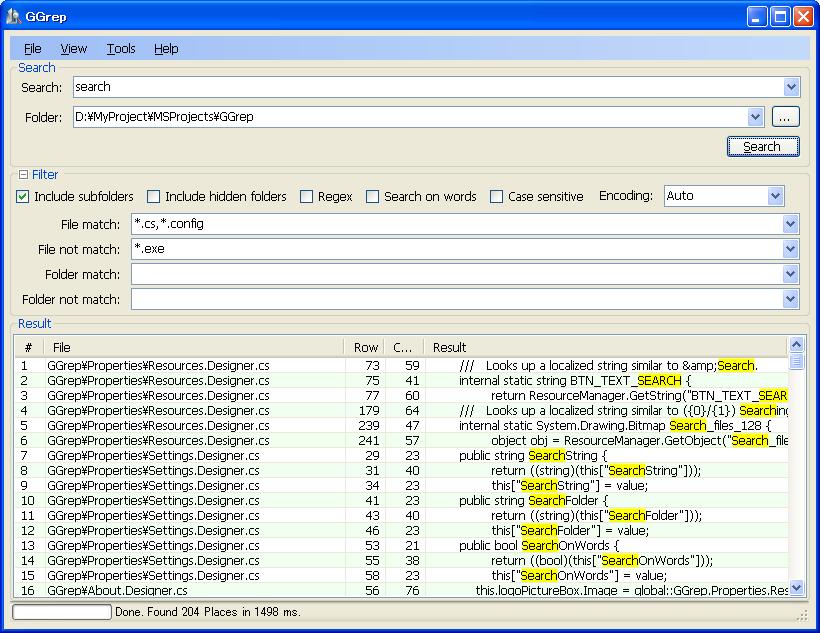 GGrep
File View Tools Help
Search
Search: search
Folder: D:¥MyProject¥MSProjects¥GGrep ...
Search
Filter
Include subfolders Include hidden folders Regex Search on words Case sensitive Encoding: Auto
File match: *.cs,*.config
File not match: *.exe
Folder match:
Folder not match:
Result
# File Row C... Result
1 GGrep¥Properties¥Resources.Designer.cs 73 59 /// Looks up a localized string similar to &amp;Search.
2 GGrep¥Properties¥Resources.Designer.cs 75 41 internal static string BTN_TEXT_SEARCH {
3 GGrep¥Properties¥Resources.Designer.cs 77 60 return ResourceManager.GetString("BTN_TEXT_SEAR
4 GGrep¥Properties¥Resources.Designer.cs 179 64 /// Looks up a localized string similar to ({0}/{1}) Searching
5 GGrep¥Properties¥Resources.Designer.cs 239 47 internal static System.Drawing.Bitmap Search_files_128 {
6 GGrep¥Properties¥Resources.Designer.cs 241 57 object obj = ResourceManager.GetObject("Search_file
7 GGrep¥Properties¥Settings.Designer.cs 29 23 public string SearchString {
8 GGrep¥Properties¥Settings.Designer.cs 31 40 return ((string)(this["SearchString"]));
9 GGrep¥Properties¥Settings.Designer.cs 34 23 this["SearchString"] = value;
10 GGrep¥Properties¥Settings.Designer.cs 41 23 public string SearchFolder {
11 GGrep¥Properties¥Settings.Designer.cs 43 40 return ((string)(this["SearchFolder"]));
12 GGrep¥Properties¥Settings.Designer.cs 46 23 this["SearchFolder"] = value;
13 GGrep¥Properties¥Settings.Designer.cs 53 21 public bool SearchOnWords {
14 GGrep¥Properties¥Settings.Designer.cs 55 38 return ((bool)(this["SearchOnWords"]));
15 GGrep¥Properties¥Settings.Designer.cs 58 23 this["SearchOnWords"] = value;
16 GGrep¥About.Designer.cs 56 76 this.logoPictureBox.Image = global::GGrep.Properties.Res
Done. Found 204 Places in 1498 ms.